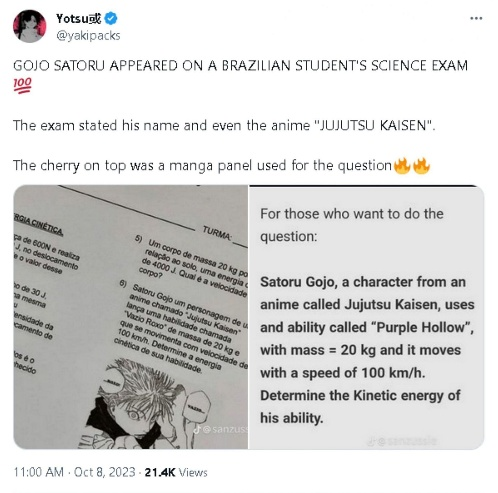 Yotsu或
@yakipacks
GOJO SATORU APPEARED ON A BRAZILIAN STUDENT'S SCIENCE EXAM
💯
The exam stated his name and even the anime "JUJUTSU KAISEN".
The cherry on top was a manga panel used for the question🔥🔥
RGIA CINÉTICA.
TURMA:
ça de 600N e realiza
J, no deslocamento
e o valor desse
ho de 30 J.
na mesma
ensidade da
camento de
os é o
hecido
5) Um corpo de massa 20 kg po
relação ao solo, uma energia c
de 4000 J. Qual é a velocidade
corpo?
6) Satoru Gojo um personagem de u
anime chamado "Jujutsu Kaisen"
lança uma habilidade chamada
"Vazio Roxo" de massa de 20 kg e
que se movimenta com velocidade de
100 km/h. Determine a energia
cinética de sua habilidade.
...ROXO.
VAZIO...
@sanzuss
For those who want to do the
question:
Satoru Gojo, a character from an
anime called Jujutsu Kaisen, uses
and ability called “Purple Hollow”,
with mass = 20 kg and it moves
with a speed of 100 km/h.
Determine the Kinetic energy of
his ability.
@sanzussie
11:00 AM · Oct 8, 2023 · 21.4K Views